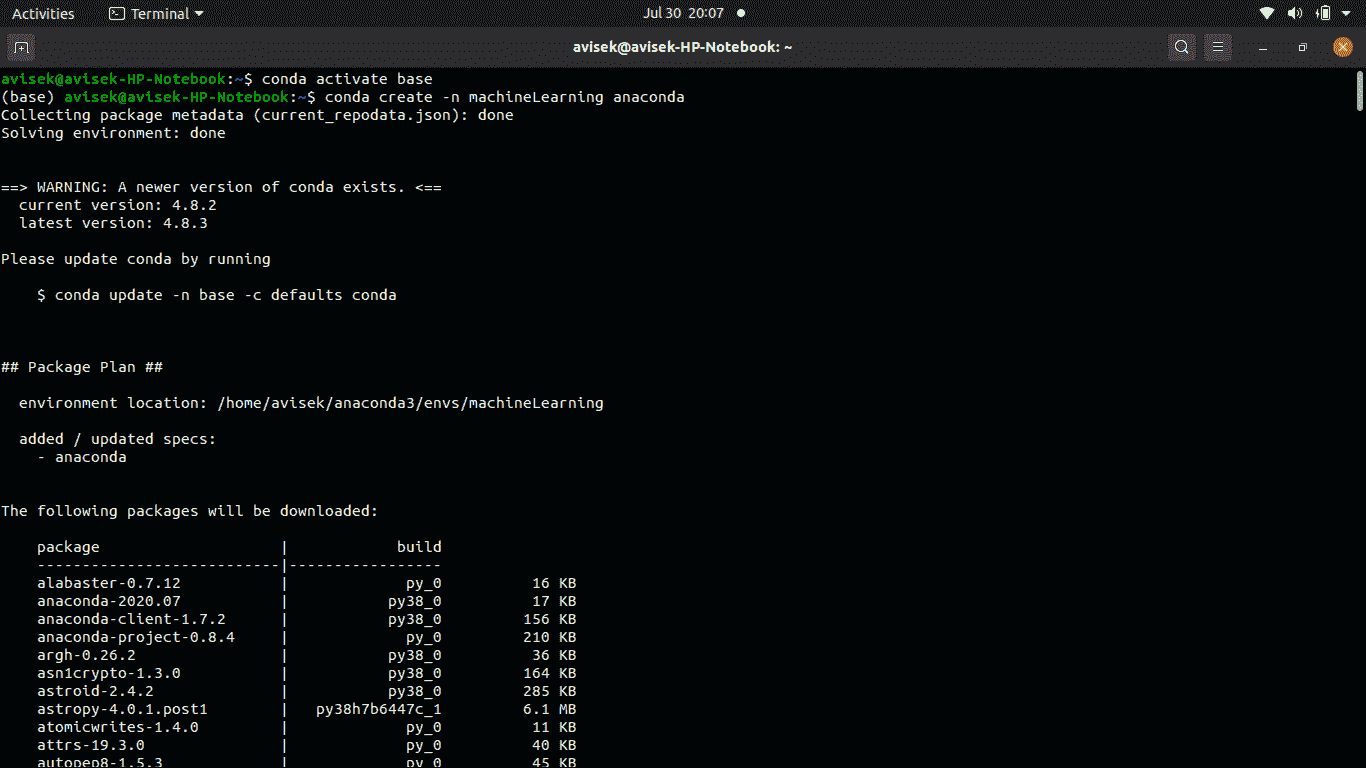 Activities Terminal Jul 30 20:07
avisek@avisek-HP-Notebook: ~
avisek@avisek-HP-Notebook:~$ conda activate base
(base) avisek@avisek-HP-Notebook:~$ conda create -n machineLearning anaconda
Collecting package metadata (current_repodata.json): done
Solving environment: done
==> WARNING: A newer version of conda exists. <==
current version: 4.8.2
latest version: 4.8.3
Please update conda by running
$ conda update -n base -c defaults conda
## Package Plan ##
environment location: /home/avisek/anaconda3/envs/machineLearning
added / updated specs:
- anaconda
The following packages will be downloaded:
package | build
---------------------------|-----------------
alabaster-0.7.12 | py_0 16 KB
anaconda-2020.07 | py38_0 17 KB
anaconda-client-1.7.2 | py38_0 156 KB
anaconda-project-0.8.4 | py_0 210 KB
argh-0.26.2 | py38_0 36 KB
asn1crypto-1.3.0 | py38_0 164 KB
astroid-2.4.2 | py38_0 285 KB
astropy-4.0.1.post1 | py38h7b6447c_1 6.1 MB
atomicwrites-1.4.0 | py_0 11 KB
attrs-19.3.0 | py_0 40 KB
autopep8-1.5.3 | py_0 45 KB